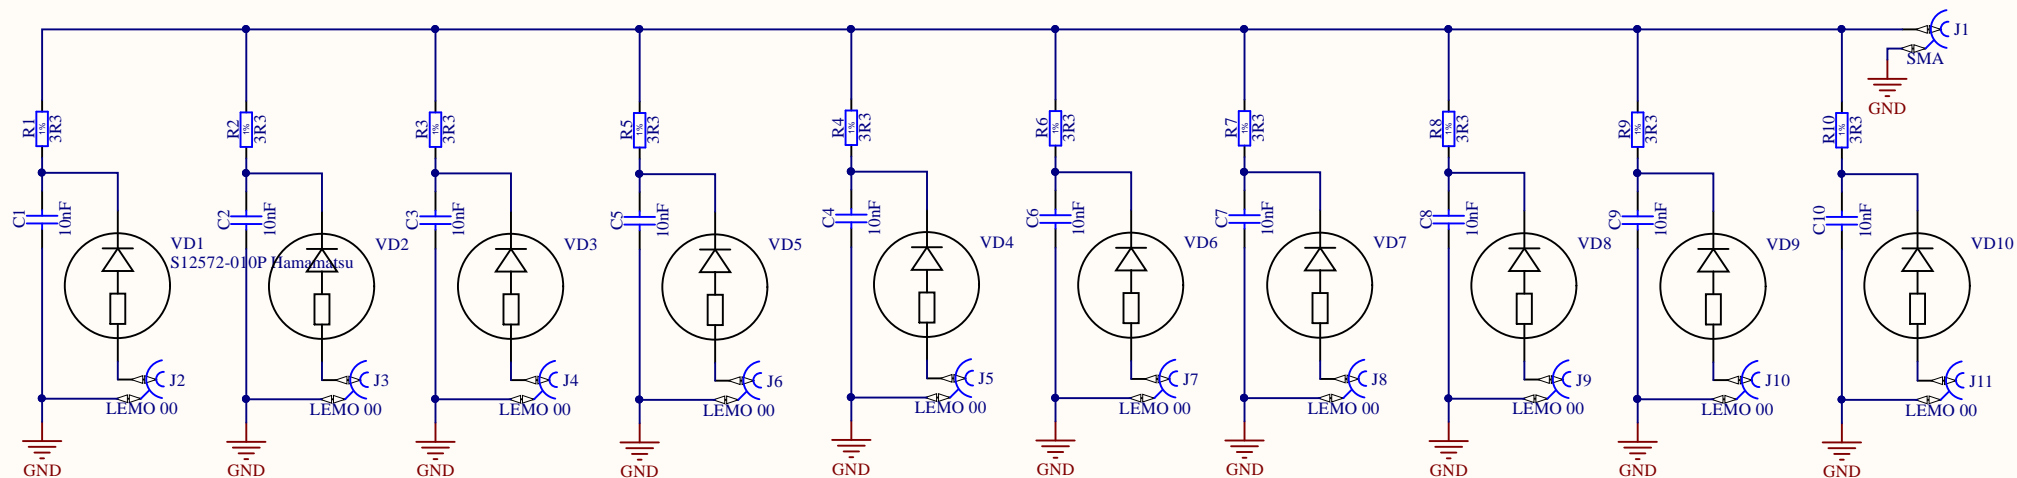 J1
SMA
GND
R1
1%
3R3
R2
1%
3R3
R3
1%
3R3
R5
1%
3R3
R4
1%
3R3
R6
1%
3R3
R7
1%
3R3
R8
1%
3R3
R9
1%
3R3
R10
1%
3R3
C1
10nF
C2
10nF
C3
10nF
C5
10nF
C4
10nF
C6
10nF
C7
10nF
C8
10nF
C9
10nF
C10
10nF
VD1
S12572-010P Hamamatsu
VD2
VD3
VD5
VD4
VD6
VD7
VD8
VD9
VD10
J2
LEMO 00
J3
LEMO 00
J4
LEMO 00
J6
LEMO 00
J5
LEMO 00
J7
LEMO 00
J8
LEMO 00
J9
LEMO 00
J10
LEMO 00
J11
LEMO 00
GND
GND
GND
GND
GND
GND
GND
GND
GND
GND